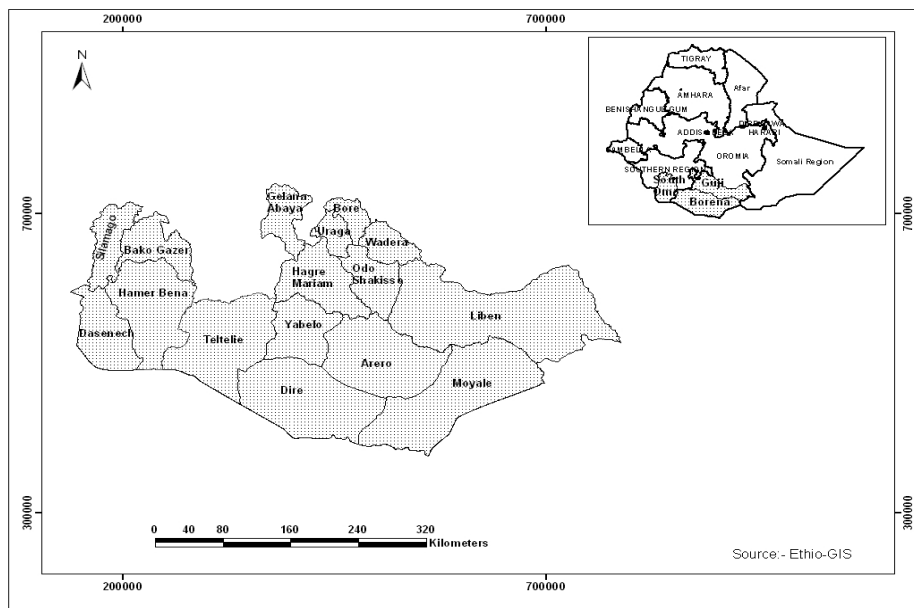 200000
700000
N
TIGRAY
Afar
AMHARA
BENISHANGUL GUM
ADDIS
HARARI
OROMIA
Somali Region
SOUTHERN REGION
South
Omo
Guji
Borena
700000
700000
Gelana
Abaya
Bore
Uraga
Wadera
Bako Gazer
Hamer Bena
Hagre
Mariam
Odo
Shakisso
Liben
Dasenech
Teltelie
Yabelo
Arero
Moyale
Dire
300000
300000
0 40 80 160 240 320
Kilometers
Source:- Ethio-GIS
200000
700000